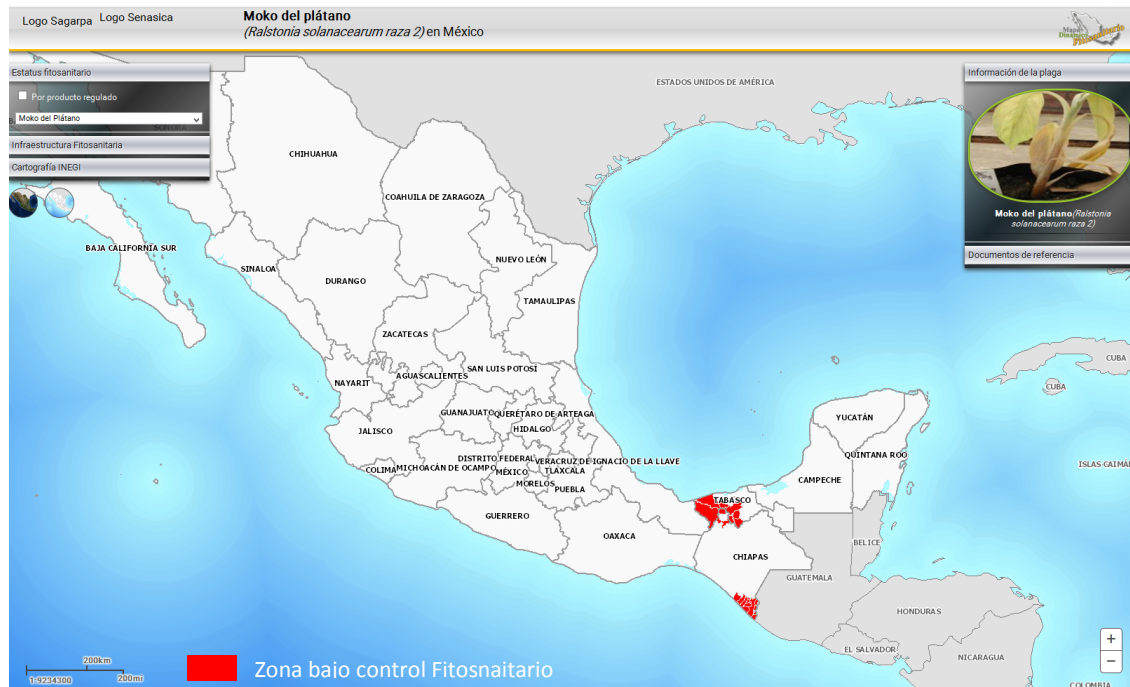 Logo Sagarpa Logo Senasica
Moko del plátano
(Ralstonia solanacearum raza 2) en México
Mapa
Dinámico
Fitosanitario
Estatus fitosanitario
Por producto regulado
Moko del Plátano
Infraestructura Fitosanitaria
Cartografía INEGI
Información de la plaga
Moko del plátano(Ralstonia
solanacearum raza 2)
Documentos de referencia
ESTADOS UNIDOS DE AMÉRICA
CHIHUAHUA
COAHUILA DE ZARAGOZA
BAJA CALIFORNIA SUR
NUEVO LEÓN
SINALOA
DURANGO
TAMAULIPAS
ZACATECAS
CUBA
CUBA
SAN LUIS POTOSÍ
AGUASCALIENTES
NAYARIT
GUANAJUATO
QUERÉTARO DE ARTEAGA
YUCATÁN
HIDALGO
JALISCO
QUINTANA ROO
DISTRITO FEDERAL
VERACRUZ DE IGNACIO DE LA LLAVE
ISLAS CAIMÁN
COLIMA
MICHOACÁN DE OCAMPO
MÉXICO
TLAXCALA
CAMPECHE
MORELOS
PUEBLA
TABASCO
GUERRERO
OAXACA
BELICE
CHIAPAS
GUATEMALA
HONDURAS
EL SALVADOR
NICARAGUA
COLOMBIA
+
−
200km
1:9234300
200mi
Zona bajo control Fitosnaitario